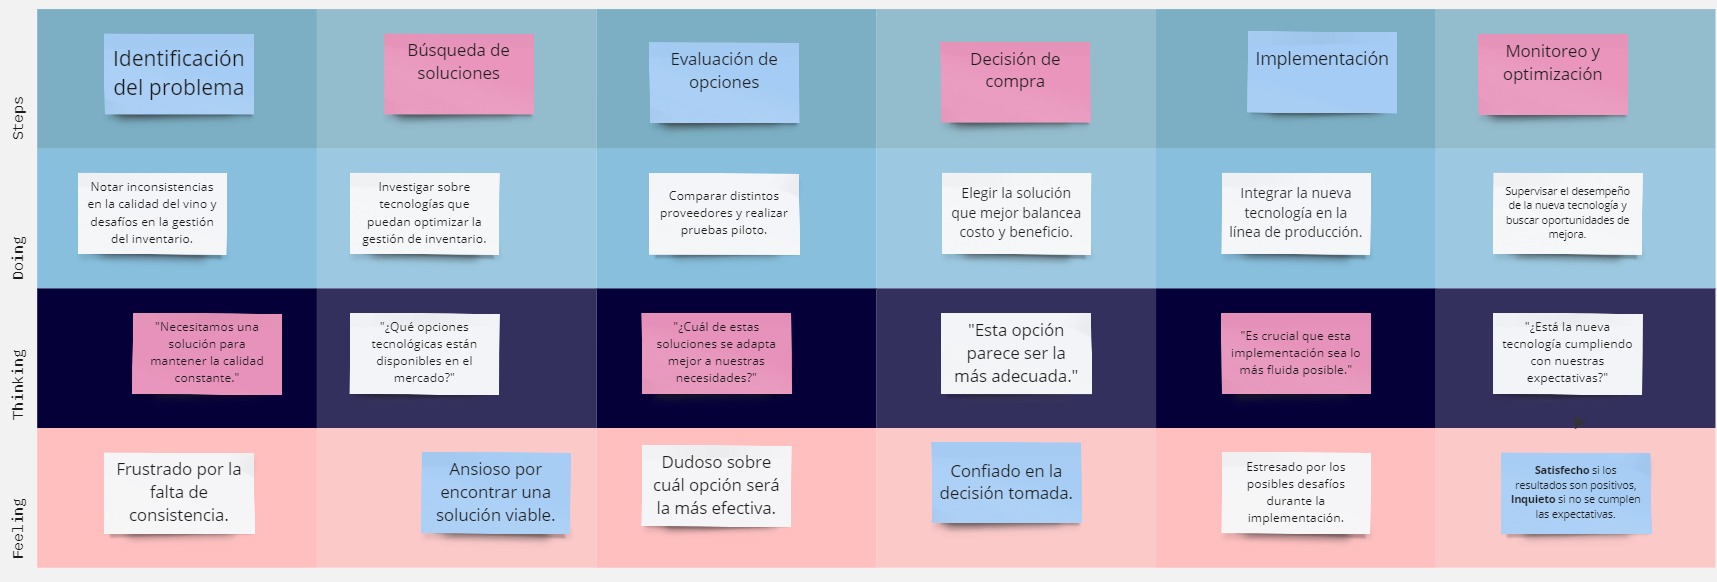 Steps
Identificación
del problema
Búsqueda de
soluciones
Evaluación de
opciones
Decisión de
compra
Implementación
Monitoreo y
optimización
Doing
Notar inconsistencias
en la calidad del vino y
desafíos en la gestión
del inventario.
Investigar sobre
tecnologías que
puedan optimizar la
gestión de inventario.
Comparar distintos
proveedores y realizar
pruebas piloto.
Elegir la solución
que mejor balancea
costo y beneficio.
Integrar la nueva
tecnología en la
línea de producción.
Supervisar el desempeño
de la nueva tecnología y
buscar oportunidades de
mejora.
Thinking
"Necesitamos una
solución para
mantener la calidad
constante."
"¿Qué opciones
tecnológicas están
disponibles en el
mercado?"
"¿Cuál de estas
soluciones se adapta
mejor a nuestras
necesidades?"
"Esta opción
parece ser la
más adecuada."
"Es crucial que esta
implementación sea lo
más fluida posible."
"¿Está la nueva
tecnología cumpliendo
con nuestras
expectativas?"
Feeling
Frustrado por la
falta de
consistencia.
Ansioso por
encontrar una
solución viable.
Dudoso sobre
cuál opción será
la más efectiva.
Confiado en la
decisión tomada.
Estresado por los
posibles desafíos
durante la
implementación.
Satisfecho si los
resultados son positivos,
Inquieto si no se cumplen
las expectativas.